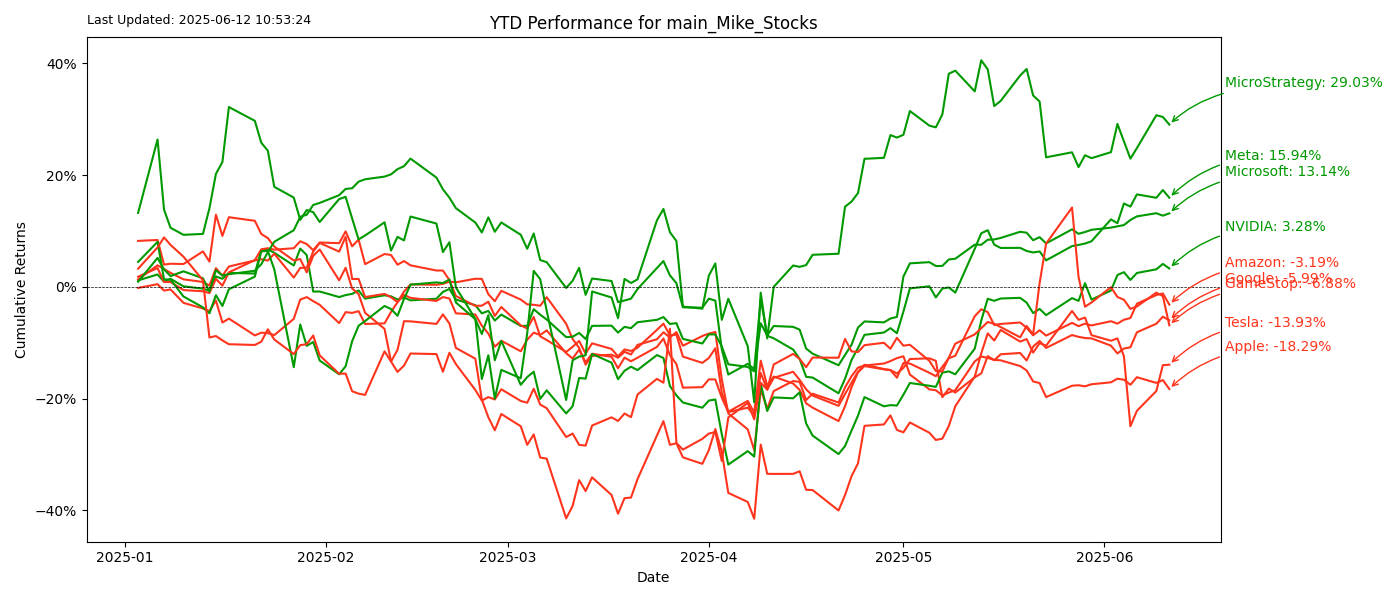 Last Updated: 2025-06-12 10:53:24
YTD Performance for main_Mike_Stocks
Cumulative Returns
40%
20%
0%
−20%
−40%
MicroStrategy: 29.03%
Meta: 15.94%
Microsoft: 13.14%
NVIDIA: 3.28%
Amazon: -3.19%
Google: -5.99%
GameStop: -6.88%
Tesla: -13.93%
Apple: -18.29%
2025-01
2025-02
2025-03
2025-04
2025-05
2025-06
Date